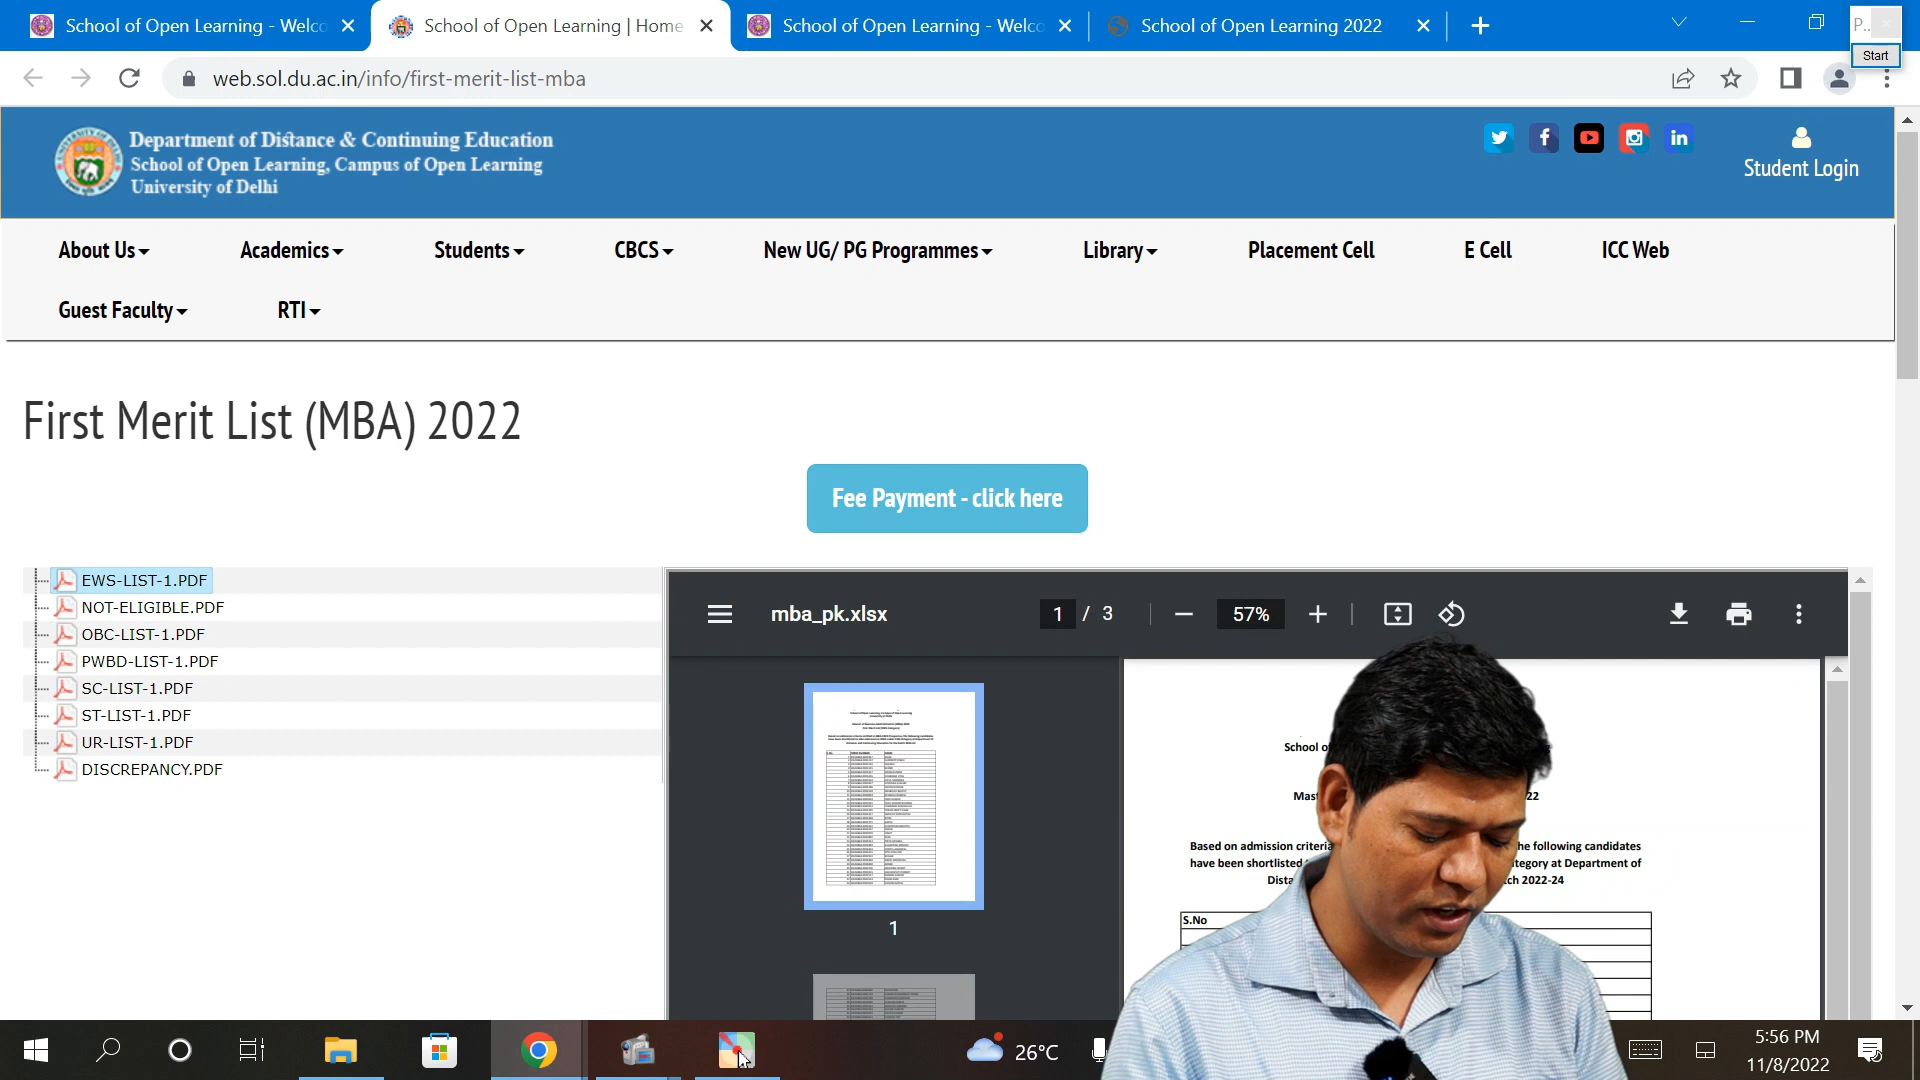 School of Open Learning - Welco
School of Open Learning | Home
School of Open Learning - Welco
School of Open Learning 2022
P...
Start
web.sol.du.ac.in/info/first-merit-list-mba
Department of Distance & Continuing Education
School of Open Learning, Campus of Open Learning
University of Delhi
Student Login
About Us
Academics
Students
CBCS
New UG/ PG Programmes
Library
Placement Cell
E Cell
ICC Web
Guest Faculty
RTI
First Merit List (MBA) 2022
Fee Payment - click here
EWS-LIST-1.PDF
NOT-ELIGIBLE.PDF
OBC-LIST-1.PDF
PWBD-LIST-1.PDF
SC-LIST-1.PDF
ST-LIST-1.PDF
UR-LIST-1.PDF
DISCREPANCY.PDF
mba_pk.xlsx
1 / 3
57%
1
School of
Mast 22
Based on admission criteria he following candidates
have been shortlisted tegory at Department of
Dista ch 2022-24
S.No
26°C
5:56 PM
11/8/2022